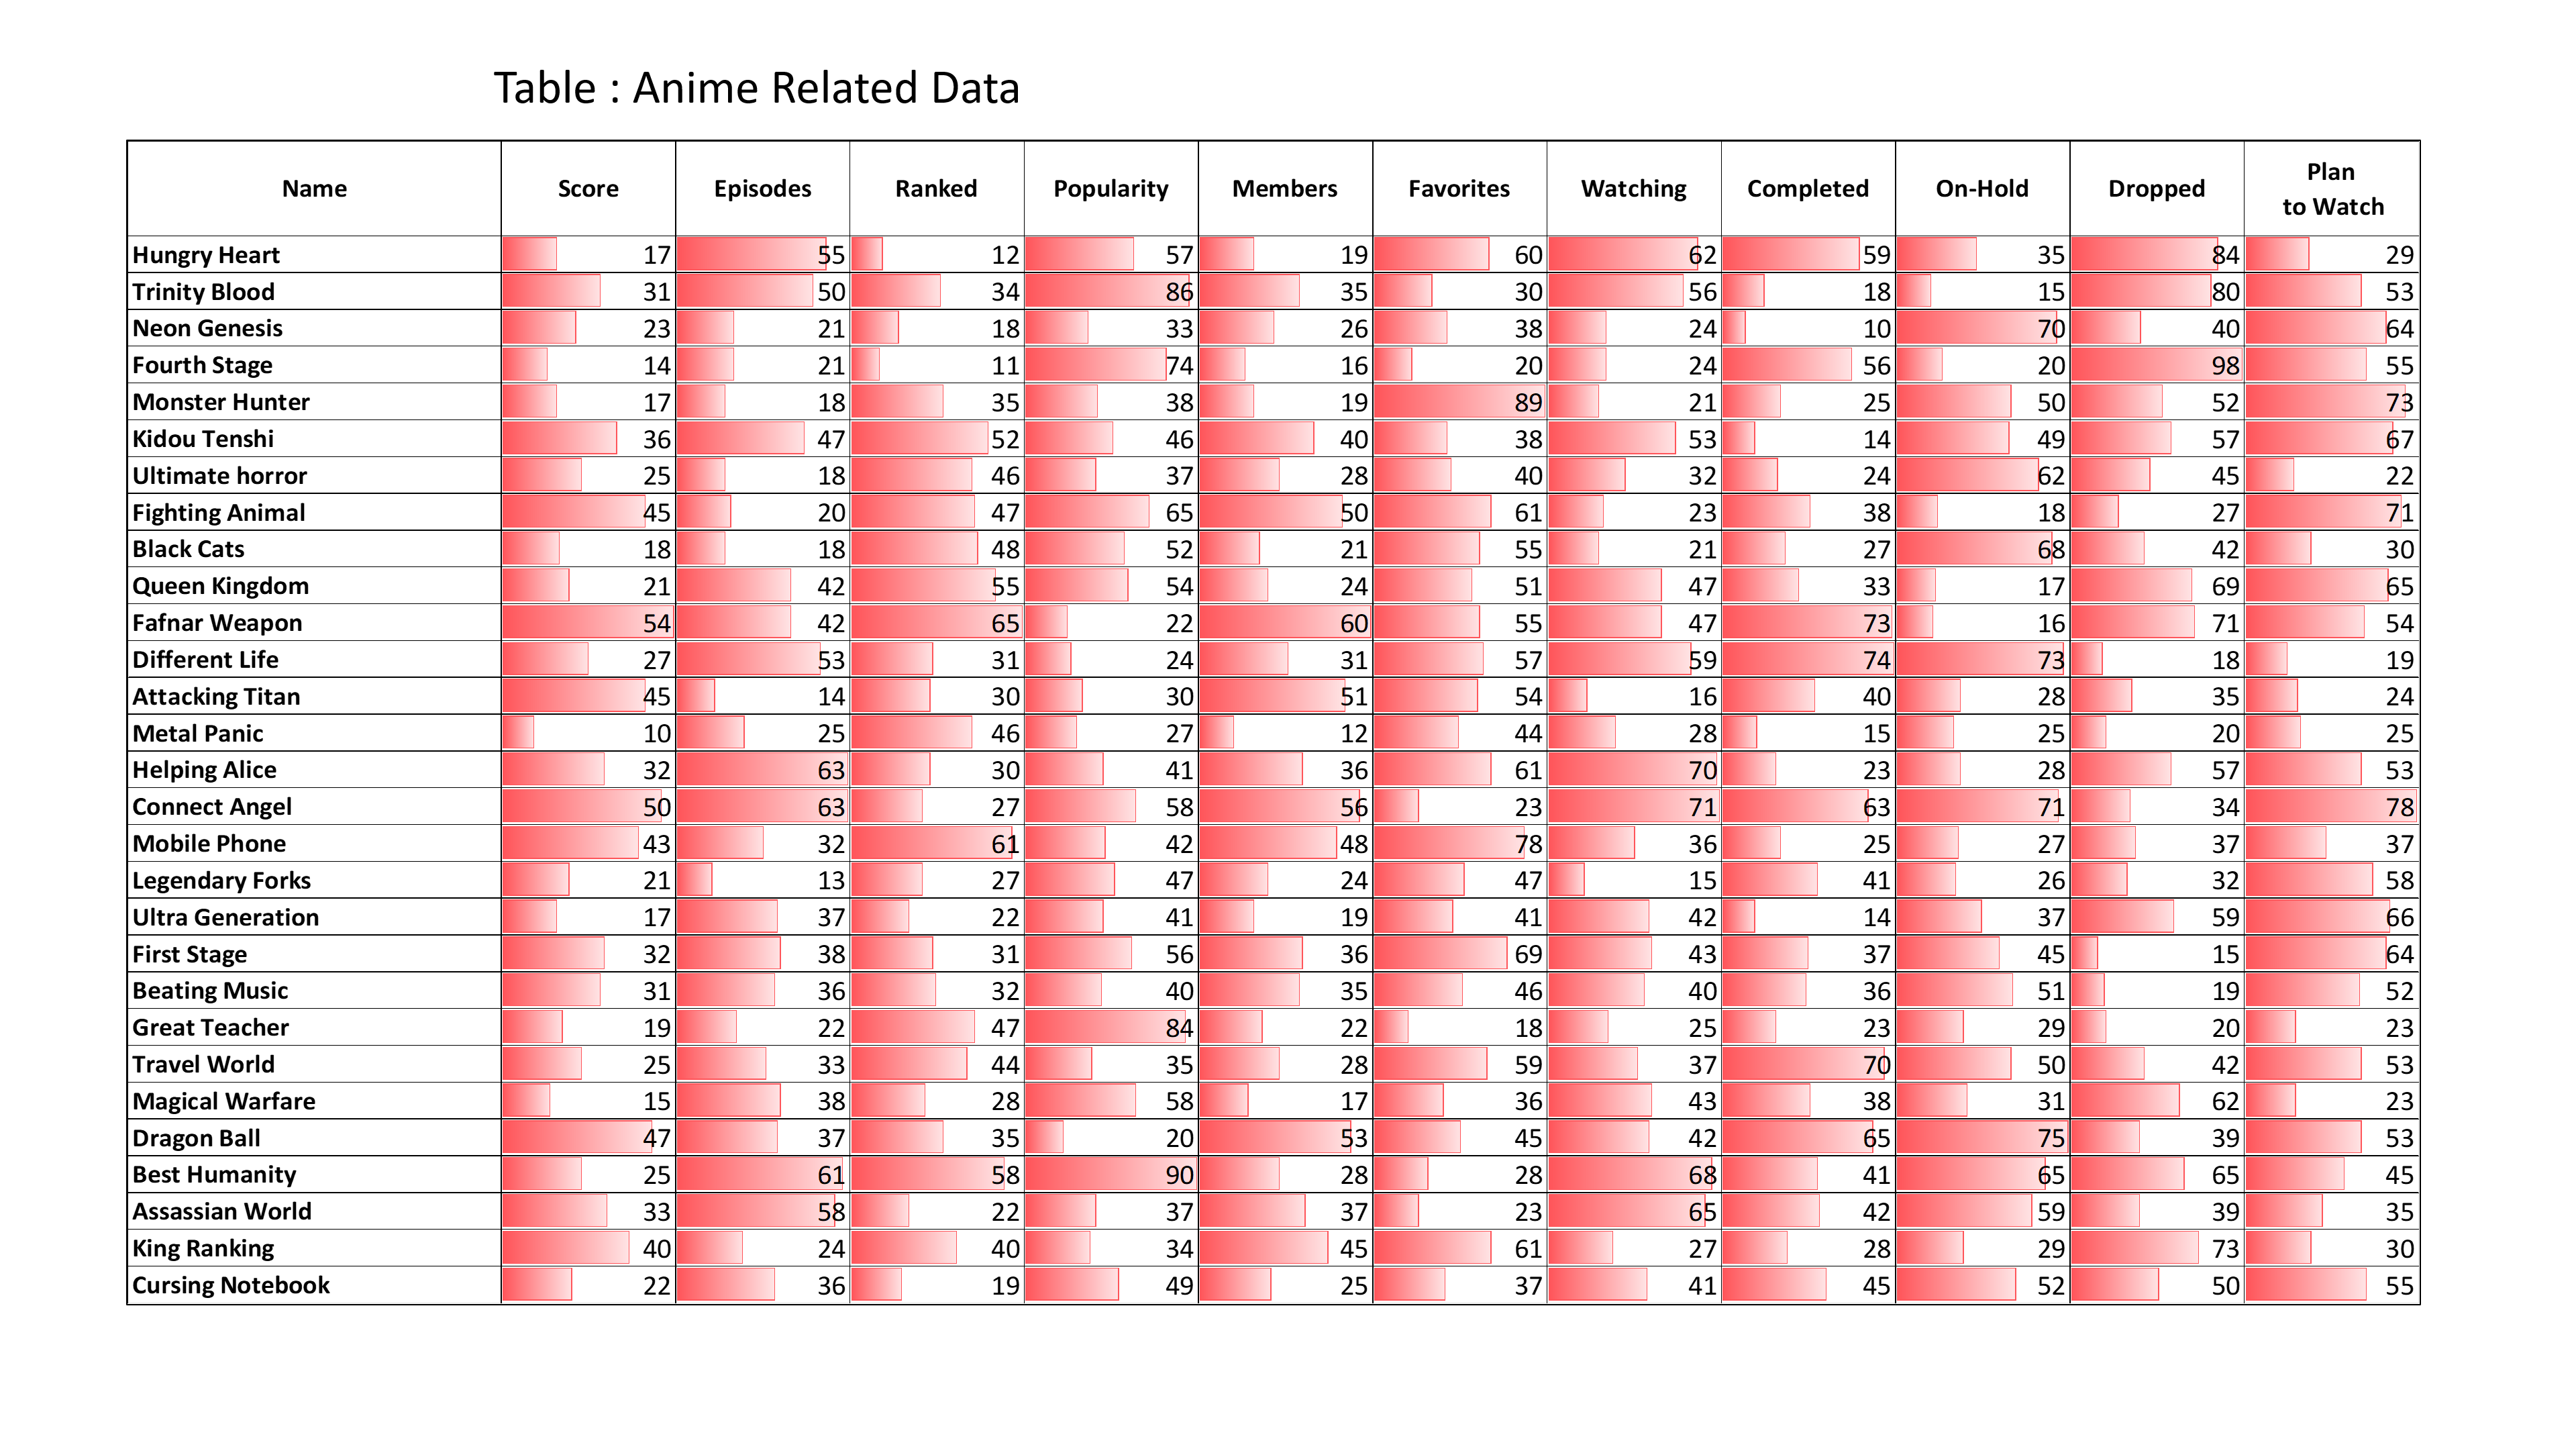 Table : Anime Related Data
Name Score Episodes Ranked Popularity Members Favorites Watching Completed On-Hold Dropped Plan
to Watch
Hungry Heart 17 55 12 57 19 60 62 59 35 84 29
Trinity Blood 31 50 34 86 35 30 56 18 15 80 53
Neon Genesis 23 21 18 33 26 38 24 10 70 40 64
Fourth Stage 14 21 11 74 16 20 24 56 20 98 55
Monster Hunter 17 18 35 38 19 89 21 25 50 52 73
Kidou Tenshi 36 47 52 46 40 38 53 14 49 57 67
Ultimate horror 25 18 46 37 28 40 32 24 62 45 22
Fighting Animal 45 20 47 65 50 61 23 38 18 27 71
Black Cats 18 18 48 52 21 55 21 27 68 42 30
Queen Kingdom 21 42 55 54 24 51 47 33 17 69 65
Fafnar Weapon 54 42 65 22 60 55 47 73 16 71 54
Different Life 27 53 31 24 31 57 59 74 73 18 19
Attacking Titan 45 14 30 30 51 54 16 40 28 35 24
Metal Panic 10 25 46 27 12 44 28 15 25 20 25
Helping Alice 32 63 30 41 36 61 70 23 28 57 53
Connect Angel 50 63 27 58 56 23 71 63 71 34 78
Mobile Phone 43 32 61 42 48 78 36 25 27 37 37
Legendary Forks 21 13 27 47 24 47 15 41 26 32 58
Ultra Generation 17 37 22 41 19 41 42 14 37 59 66
First Stage 32 38 31 56 36 69 43 37 45 15 64
Beating Music 31 36 32 40 35 46 40 36 51 19 52
Great Teacher 19 22 47 84 22 18 25 23 29 20 23
Travel World 25 33 44 35 28 59 37 70 50 42 53
Magical Warfare 15 38 28 58 17 36 43 38 31 62 23
Dragon Ball 47 37 35 20 53 45 42 65 75 39 53
Best Humanity 25 61 58 90 28 28 68 41 65 65 45
Assassian World 33 58 22 37 37 23 65 42 59 39 35
King Ranking 40 24 40 34 45 61 27 28 29 73 30
Cursing Notebook 22 36 19 49 25 37 41 45 52 50 55